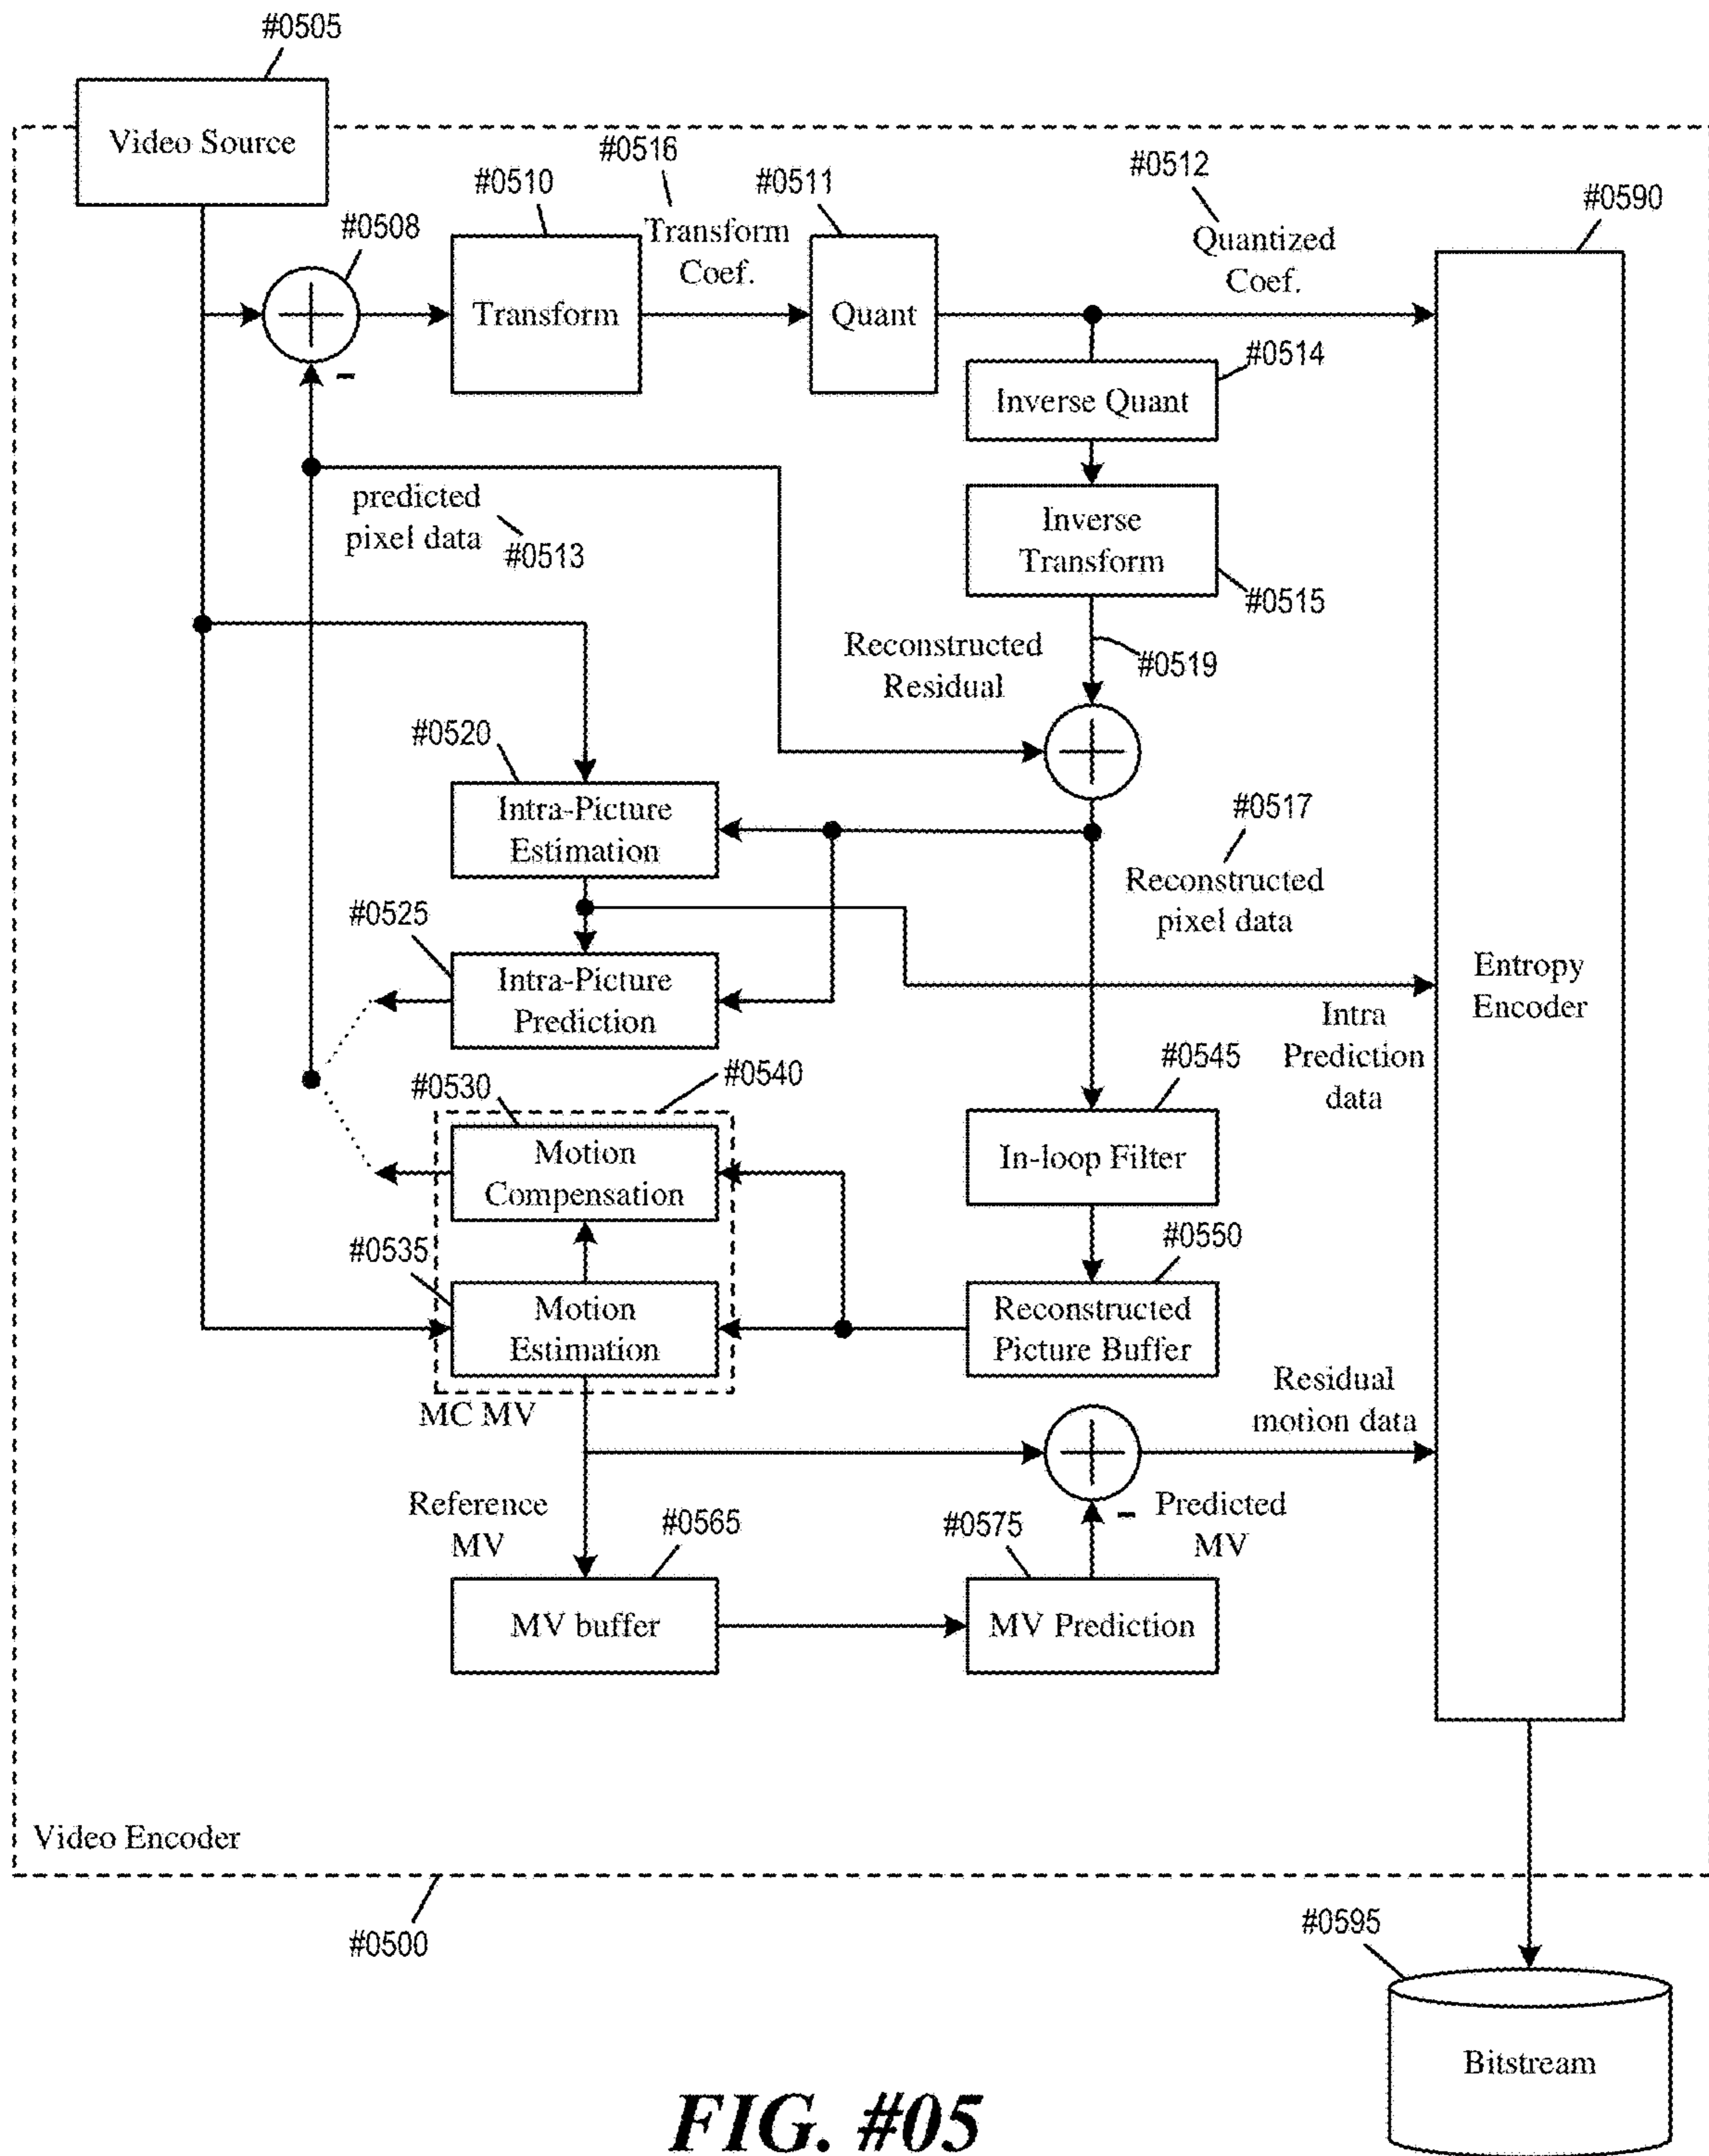 #0505
Video Source
#0516
#0512
#0510
#0511
#0590
#0508
Transform
Coef.
Quantized
Coef.
Transform
Quant
#0514
-
Inverse Quant
predicted
pixel data
#0513
Inverse
Transform
#0515
Reconstructed
Residual
#0519
#0520
Intra-Picture
Estimation
#0517
Reconstructed
pixel data
#0525
Intra-Picture
Prediction
Entropy
Encoder
Intra
Prediction
data
#0530
#0540
#0545
Motion
Compensation
In-loop Filter
#0535
#0550
Motion
Estimation
Reconstructed
Picture Buffer
MC MV
Residual
motion data
Reference
MV
#0565
#0575
-
Predicted
MV
MV buffer
MV Prediction
Video Encoder
#0500
#0595
Bitstream
FIG. #05